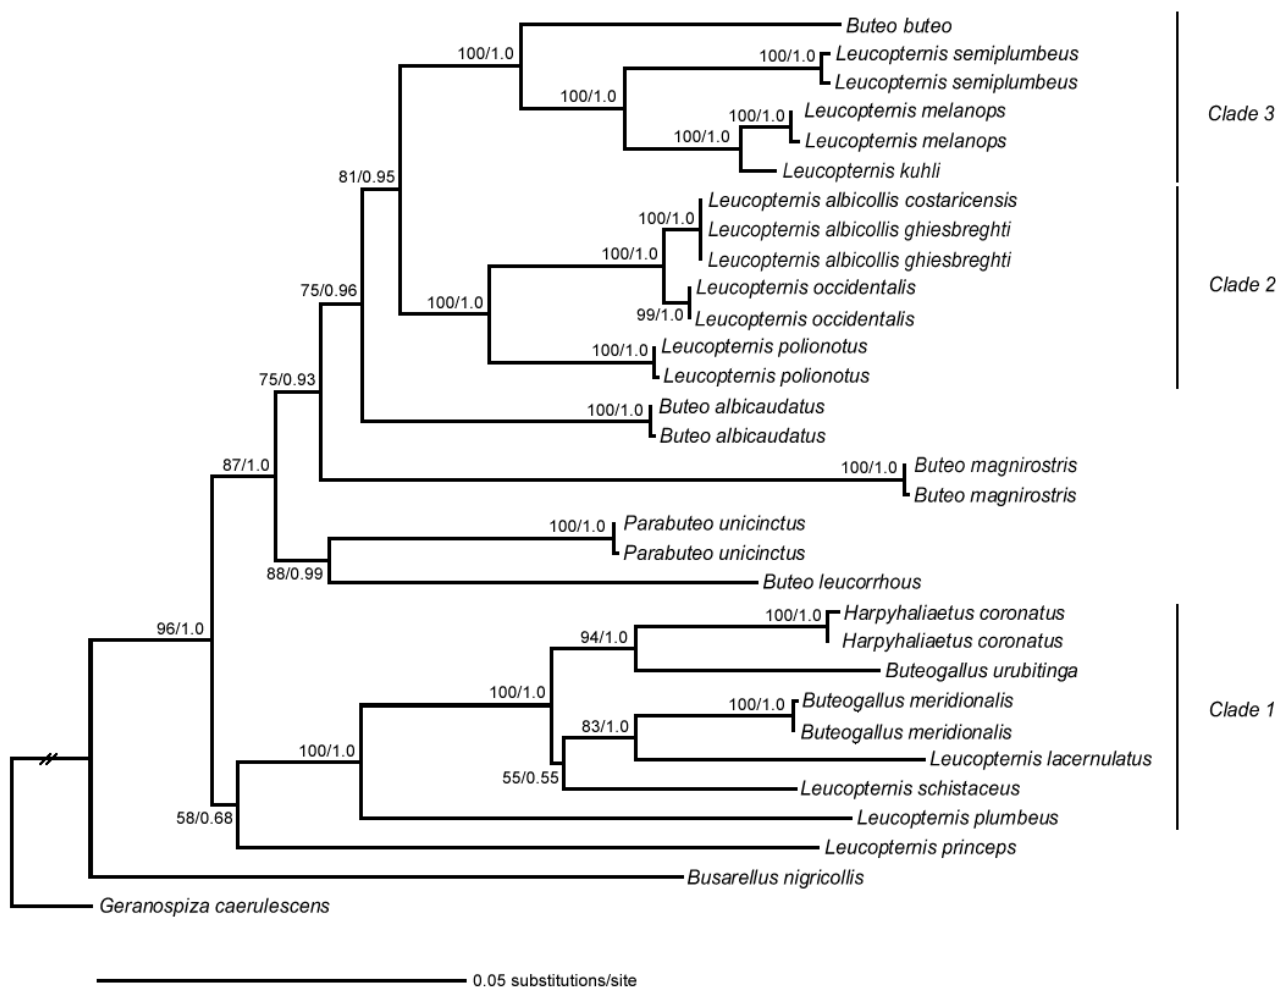 Buteo buteo
100/1.0
Leucopternis semiplumbeus
100/1.0
Leucopternis semiplumbeus
100/1.0
Leucopternis melanops
100/1.0
Clade 3
Leucopternis melanops
100/1.0
Leucopternis kuhli
81/0.95
Leucopternis albicollis costaricensis
100/1.0
Leucopternis albicollis ghiesbreghti
100/1.0
Leucopternis albicollis ghiesbreghti
Leucopternis occidentalis
75/0.96
100/1.0
Clade 2
99/1.0
Leucopternis occidentalis
100/1.0
Leucopternis polionotus
Leucopternis polionotus
75/0.93
100/1.0
Buteo albicaudatus
Buteo albicaudatus
87/1.0
100/1.0
Buteo magnirostris
Buteo magnirostris
100/1.0
Parabuteo unicinctus
Parabuteo unicinctus
88/0.99
Buteo leucorrhous
100/1.0
Harpyhaliaetus coronatus
96/1.0
94/1.0
Harpyhaliaetus coronatus
Buteogallus urubitinga
100/1.0
100/1.0
Buteogallus meridionalis
Clade 1
83/1.0
Buteogallus meridionalis
100/1.0
Leucopternis lacernulatus
55/0.55
Leucopternis schistaceus
58/0.68
Leucopternis plumbeus
Leucopternis princeps
Busarellus nigricollis
Geranospiza caerulescens
0.05 substitutions/site